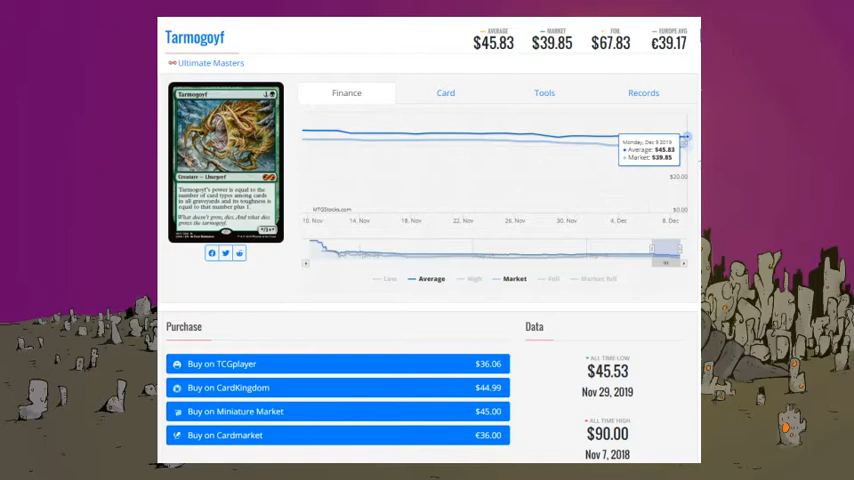 Tarmogoyf
AVERAGE
$45.83
MARKET
$39.85
FOIL
$67.83
EUROPE AVG
€39.17
Ultimate Masters
Tarmogoyf
1
Creature — Lhurgoyf
Tarmogoyf's power is equal to the
number of card types among cards
in all graveyards and its toughness is
equal to that number plus 1.
What doesn't grow, dies. And what dies
grows the tarmogoyf.
*/1+*
Finance
Card
Tools
Records
Monday, Dec 9 2019
Average: $45.83
Market: $39.85
$20.00
$0.00
MTGStocks.com
10. Nov
14. Nov
18. Nov
22. Nov
26. Nov
30. Nov
4. Dec
8. Dec
Low
Average
High
Market
Foil
Market foil
Purchase
Buy on TCGplayer $36.06
Buy on CardKingdom $44.99
Buy on Miniature Market $45.00
Buy on Cardmarket €36.00
Data
ALL TIME LOW
$45.53
Nov 29, 2019
ALL TIME HIGH
$90.00
Nov 7, 2018